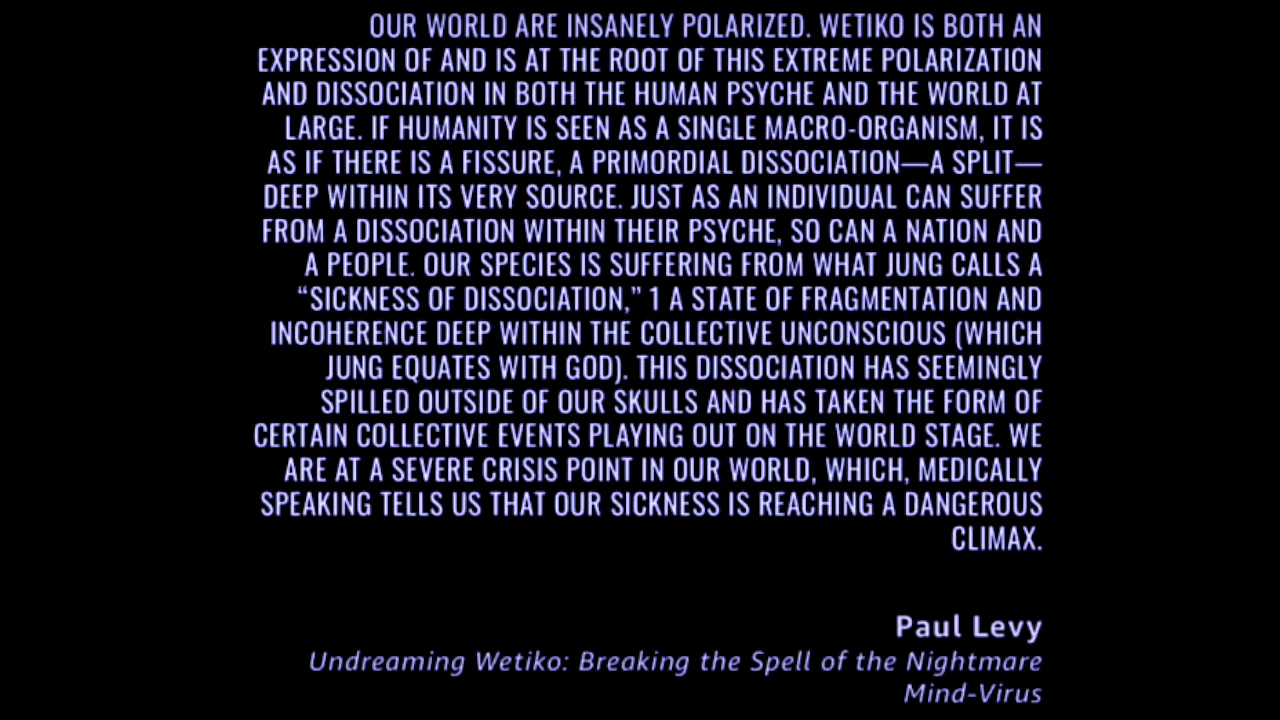 OUR WORLD ARE INSANELY POLARIZED. WETIKO IS BOTH AN
EXPRESSION OF AND IS AT THE ROOT OF THIS EXTREME POLARIZATION
AND DISSOCIATION IN BOTH THE HUMAN PSYCHE AND THE WORLD AT
LARGE. IF HUMANITY IS SEEN AS A SINGLE MACRO-ORGANISM, IT IS
AS IF THERE IS A FISSURE, A PRIMORDIAL DISSOCIATION—A SPLIT—
DEEP WITHIN ITS VERY SOURCE. JUST AS AN INDIVIDUAL CAN SUFFER
FROM A DISSOCIATION WITHIN THEIR PSYCHE, SO CAN A NATION AND
A PEOPLE. OUR SPECIES IS SUFFERING FROM WHAT JUNG CALLS A
“SICKNESS OF DISSOCIATION,” 1 A STATE OF FRAGMENTATION AND
INCOHERENCE DEEP WITHIN THE COLLECTIVE UNCONSCIOUS (WHICH
JUNG EQUATES WITH GOD). THIS DISSOCIATION HAS SEEMINGLY
SPILLED OUTSIDE OF OUR SKULLS AND HAS TAKEN THE FORM OF
CERTAIN COLLECTIVE EVENTS PLAYING OUT ON THE WORLD STAGE. WE
ARE AT A SEVERE CRISIS POINT IN OUR WORLD, WHICH, MEDICALLY
SPEAKING TELLS US THAT OUR SICKNESS IS REACHING A DANGEROUS
CLIMAX.
Paul Levy
Undreaming Wetiko: Breaking the Spell of the Nightmare
Mind-Virus